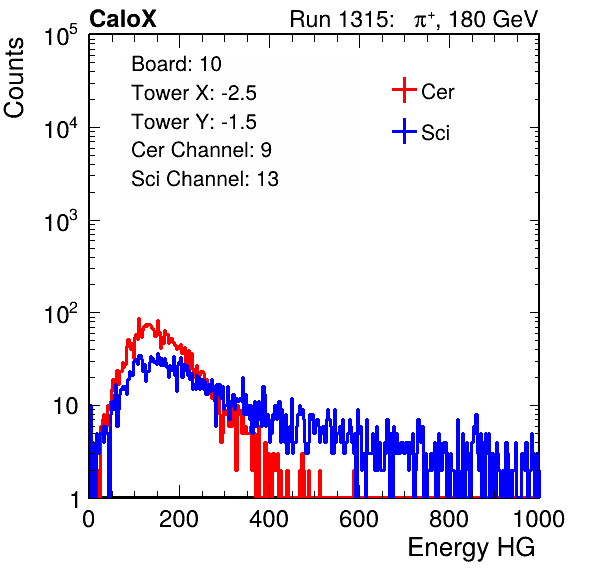 CaloX Run 1315: π⁺, 180 GeV
Counts
10⁵
10⁴
10³
10²
10
1
Board: 10
Tower X: -2.5
Tower Y: -1.5
Cer Channel: 9
Sci Channel: 13
Cer
Sci
0 200 400 600 800 1000
Energy HG